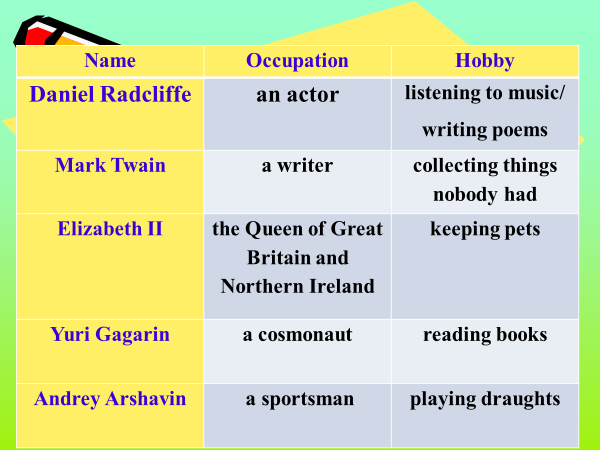 Name Occupation Hobby
Daniel Radcliffe an actor listening to music/
writing poems
Mark Twain a writer collecting things
nobody had
Elizabeth II the Queen of Great keeping pets
Britain and
Northern Ireland
Yuri Gagarin a cosmonaut reading books
Andrey Arshavin a sportsman playing draughts